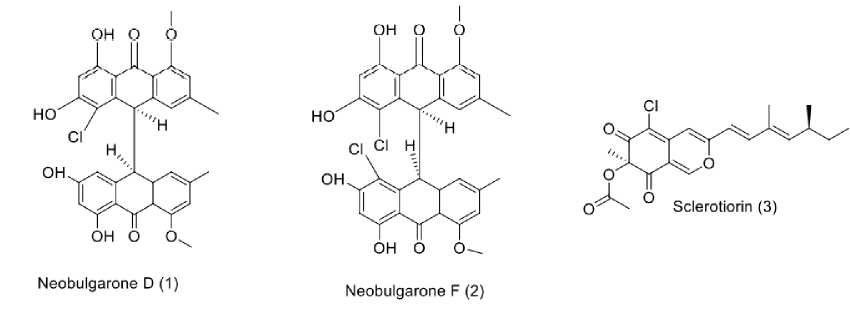 OH O O
HO
Cl
H
H
OH
OH O O
Neobulgarone D (1)
OH O O
HO
Cl
H
Cl
H
OH
OH O O
Neobulgarone F (2)
Cl
O
O
O
O
O
Sclerotiorin (3)